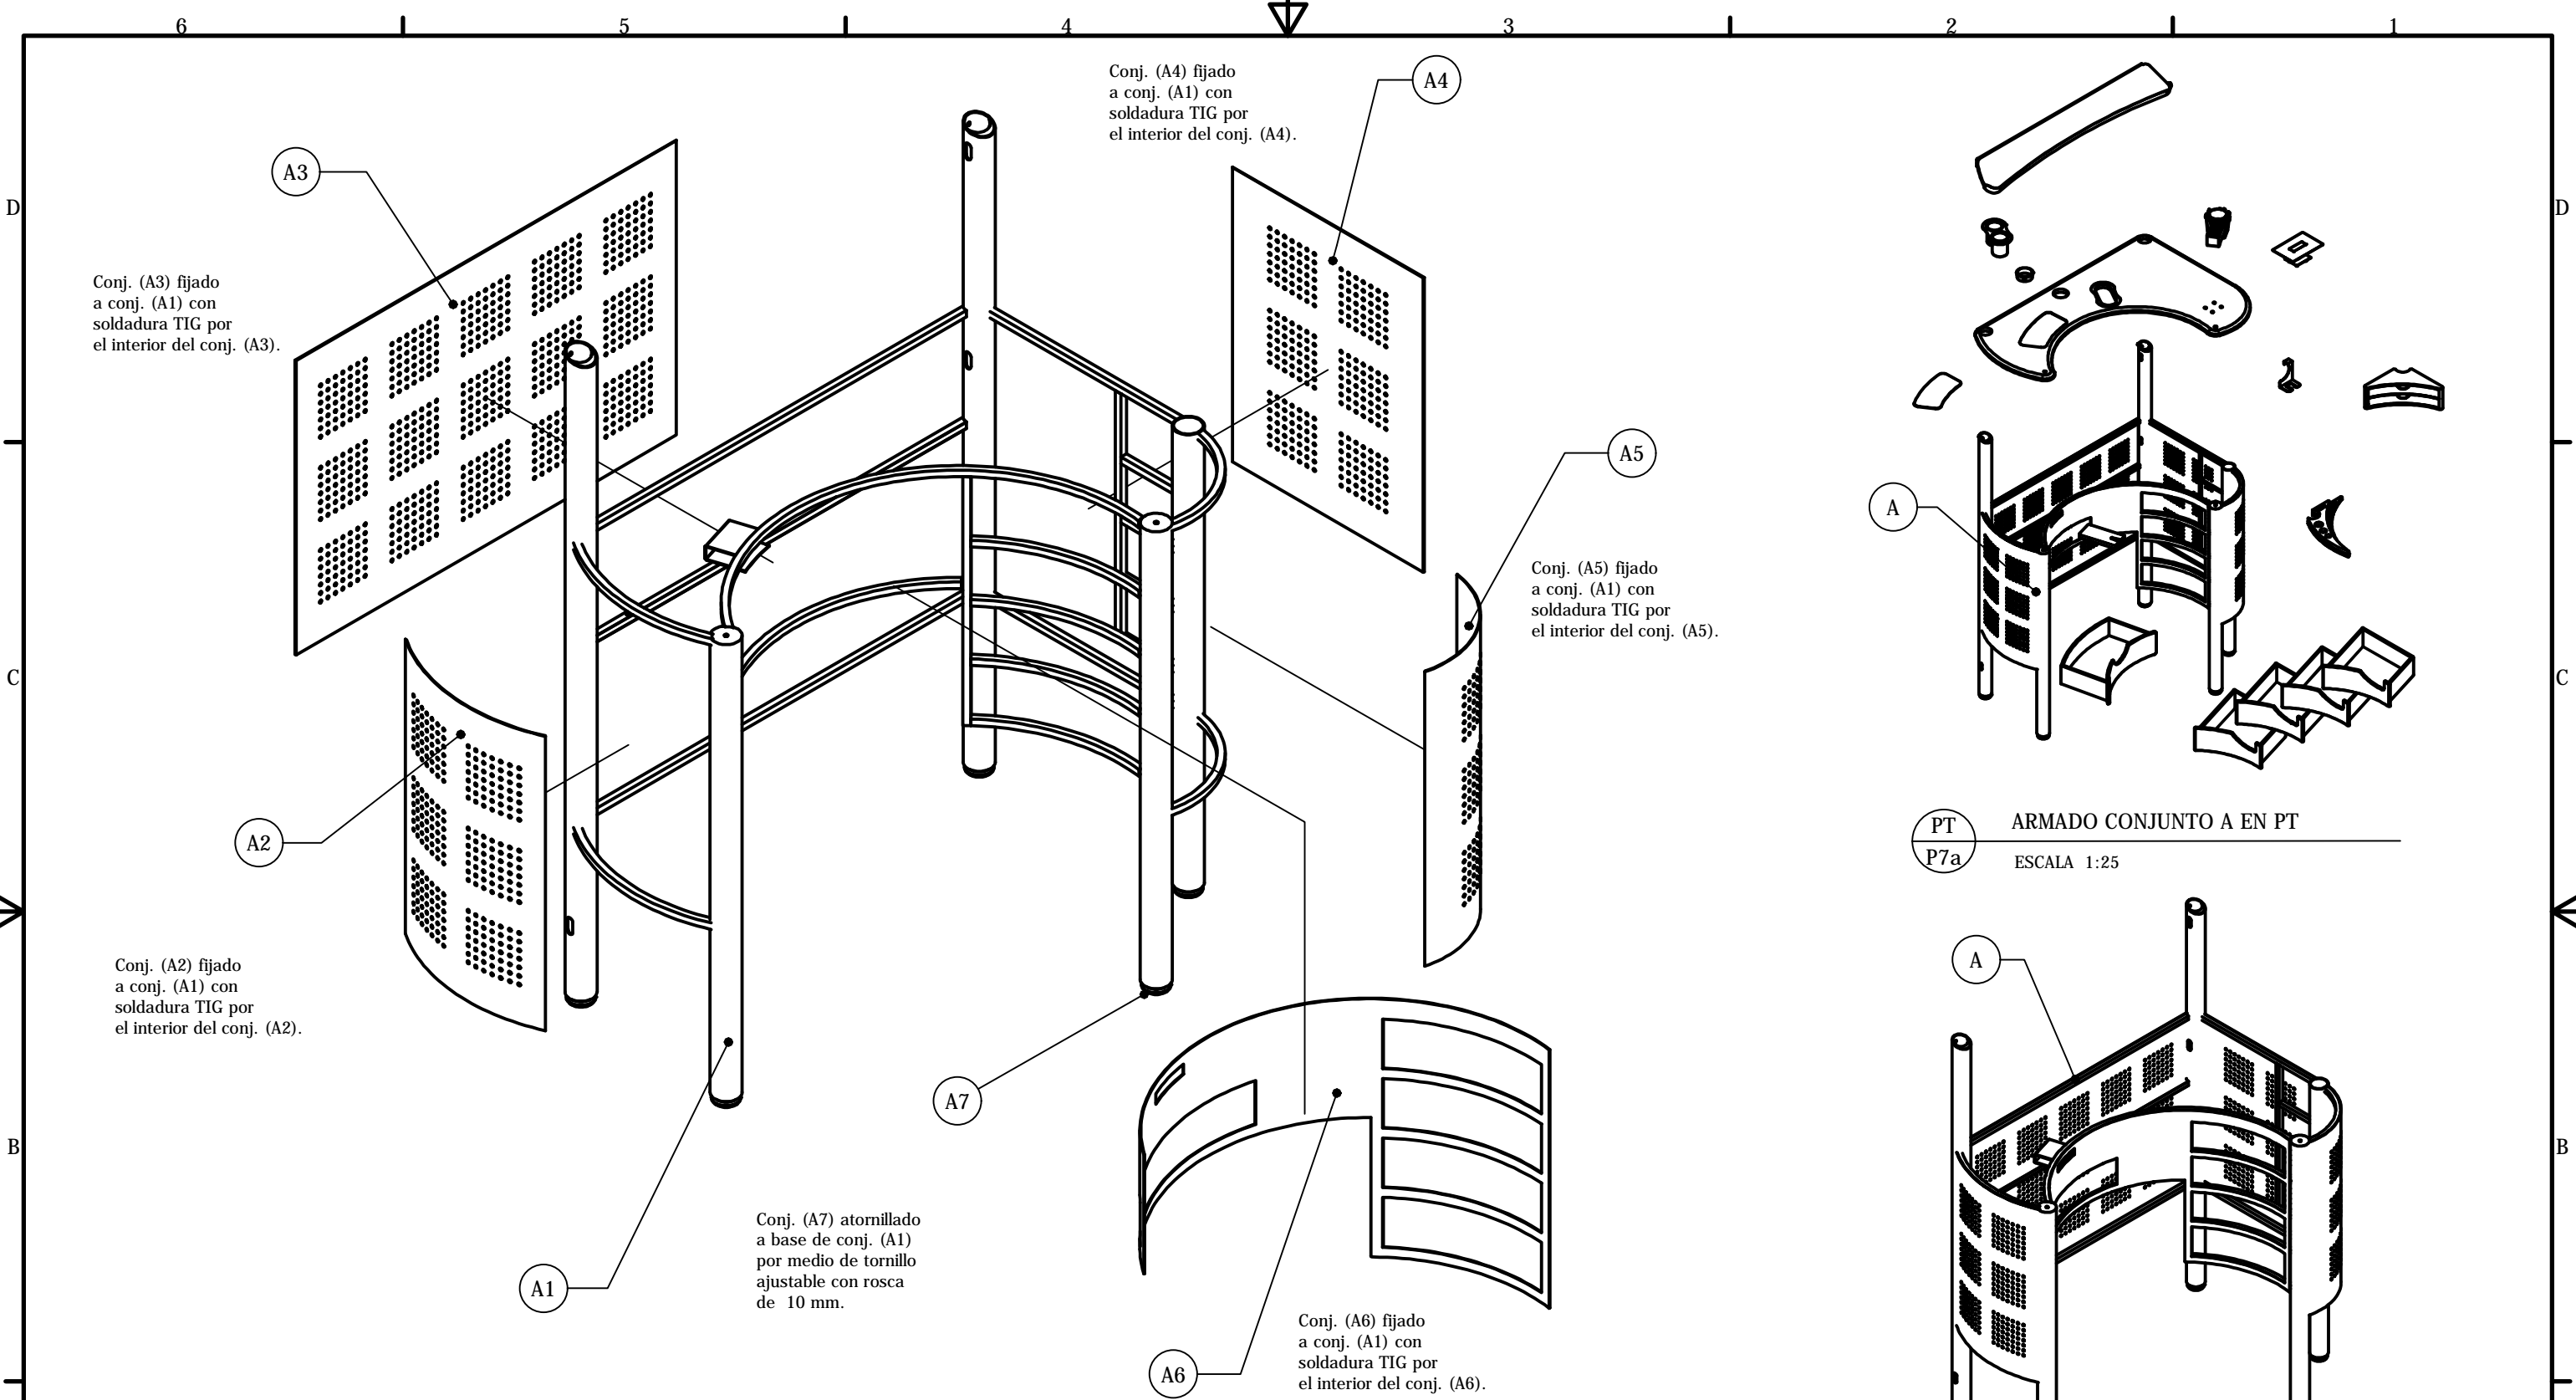 6 5 4 3 2 1
D
D
C
C
B
B
A3
Conj. (A3) fijado
a conj. (A1) con
soldadura TIG por
el interior del conj. (A3).
Conj. (A4) fijado
a conj. (A1) con
soldadura TIG por
el interior del conj. (A4).
A4
A5
Conj. (A5) fijado
a conj. (A1) con
soldadura TIG por
el interior del conj. (A5).
A2
Conj. (A2) fijado
a conj. (A1) con
soldadura TIG por
el interior del conj. (A2).
A1
A7
Conj. (A7) atornillado
a base de conj. (A1)
por medio de tornillo
ajustable con rosca
de 10 mm.
A6
Conj. (A6) fijado
a conj. (A1) con
soldadura TIG por
el interior del conj. (A6).
A
PT
P7a
ARMADO CONJUNTO A EN PT
ESCALA 1:25
A